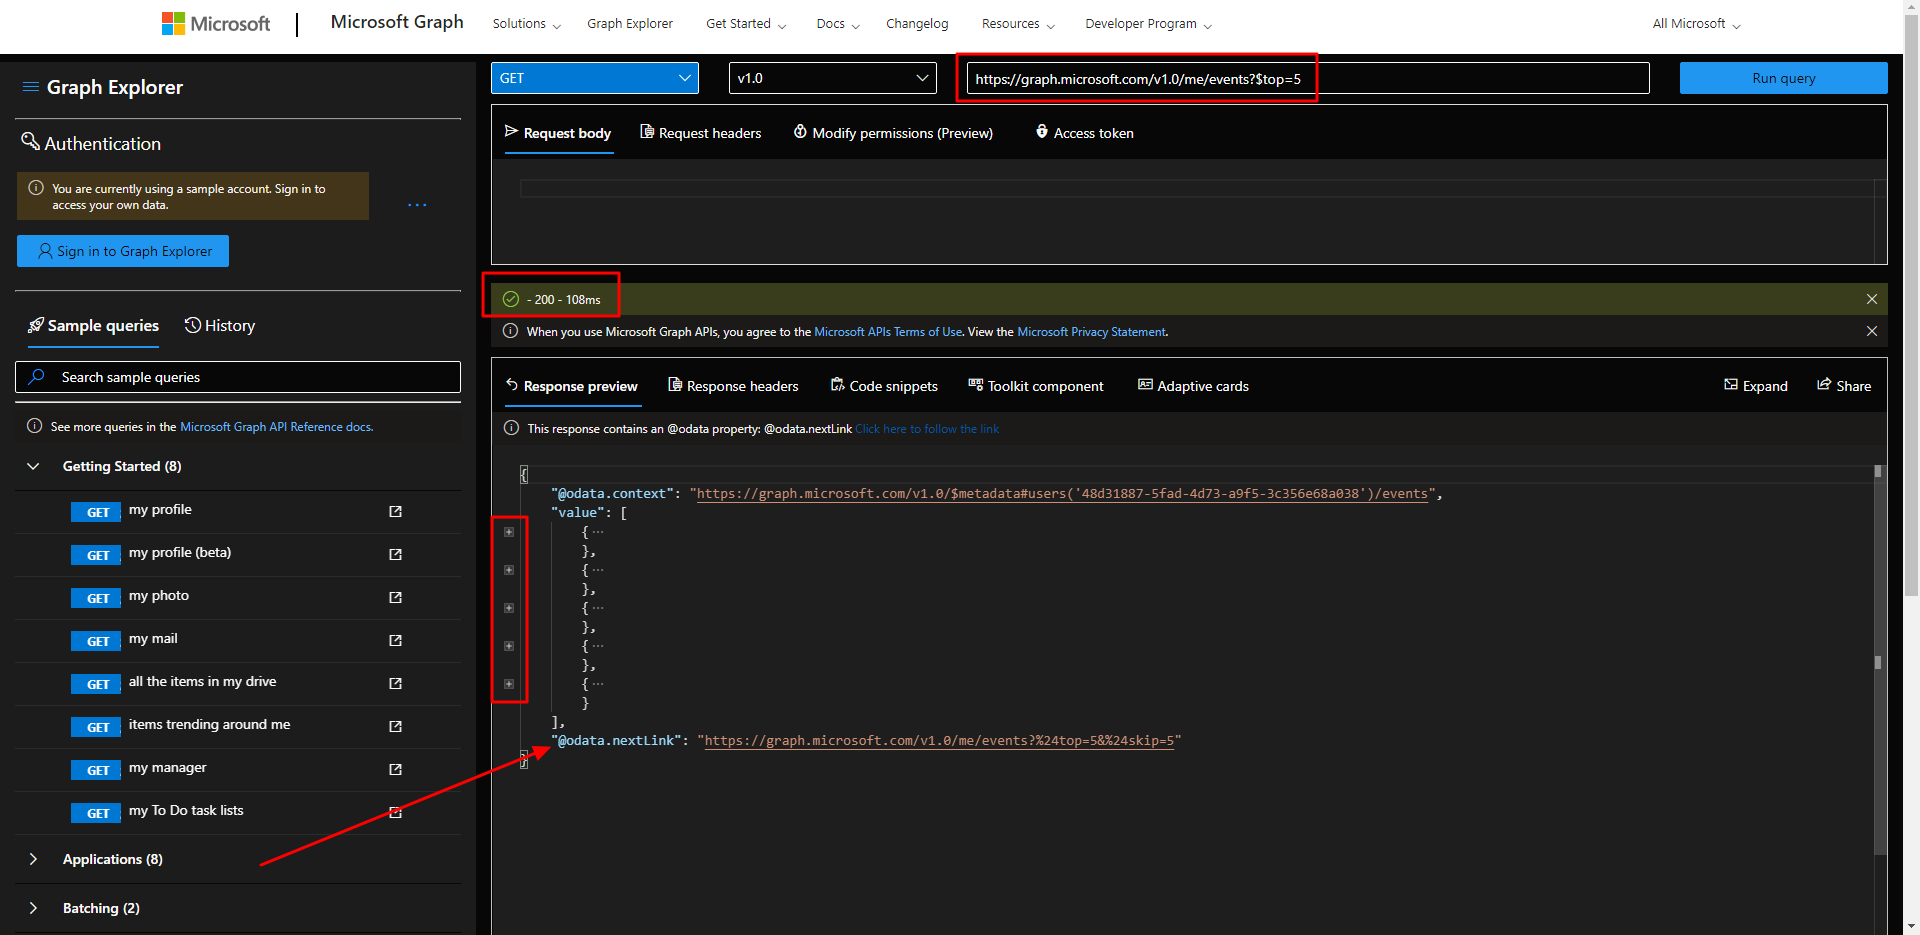 Microsoft | Microsoft Graph Solutions Graph Explorer Get Started Docs Changelog Resources Developer Program All Microsoft
Graph Explorer
Authentication
You are currently using a sample account. Sign in to
access your own data.
...
Sign in to Graph Explorer
Sample queries History
Search sample queries
See more queries in the Microsoft Graph API Reference docs.
Getting Started (8)
GET my profile
GET my profile (beta)
GET my photo
GET my mail
GET all the items in my drive
GET items trending around me
GET my manager
GET my To Do task lists
Applications (8)
Batching (2)
GET v1.0 https://graph.microsoft.com/v1.0/me/events?$top=5 Run query
Request body Request headers Modify permissions (Preview) Access token
- 200 - 108ms
When you use Microsoft Graph APIs, you agree to the Microsoft APIs Terms of Use. View the Microsoft Privacy Statement.
Response preview Response headers Code snippets Toolkit component Adaptive cards Expand Share
This response contains an @odata property: @odata.nextLink Click here to follow the link
{
"@odata.context": "https://graph.microsoft.com/v1.0/$metadata#users('48d31887-5fad-4d73-a9f5-3c356e68a038')/events",
"value": [
{ ...
},
{ ...
},
{ ...
},
{ ...
},
{ ...
}
],
"@odata.nextLink": "https://graph.microsoft.com/v1.0/me/events?%24top=5&%24skip=5"
}